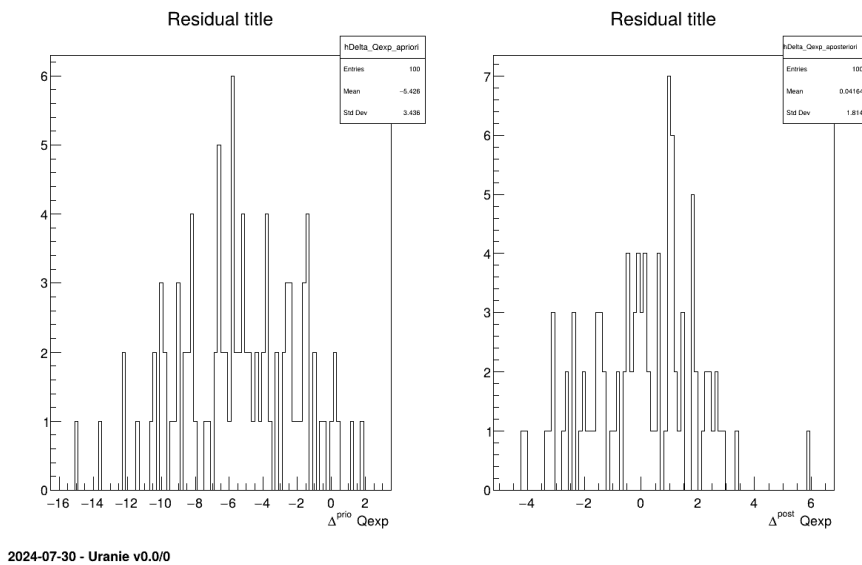 Residual title
hDelta_Qexp_apriori
Entries 100
Mean −5.428
Std Dev 3.436
6
5
4
3
2
1
0
−16 −14 −12 −10 −8 −6 −4 −2 0 2
Δprio Qexp
Residual title
hDelta_Qexp_aposteriori
Entries 100
Mean 0.04164
Std Dev 1.814
7
6
5
4
3
2
1
0
−4 −2 0 2 4 6
Δpost Qexp
2024-07-30 - Uranie v0.0/0